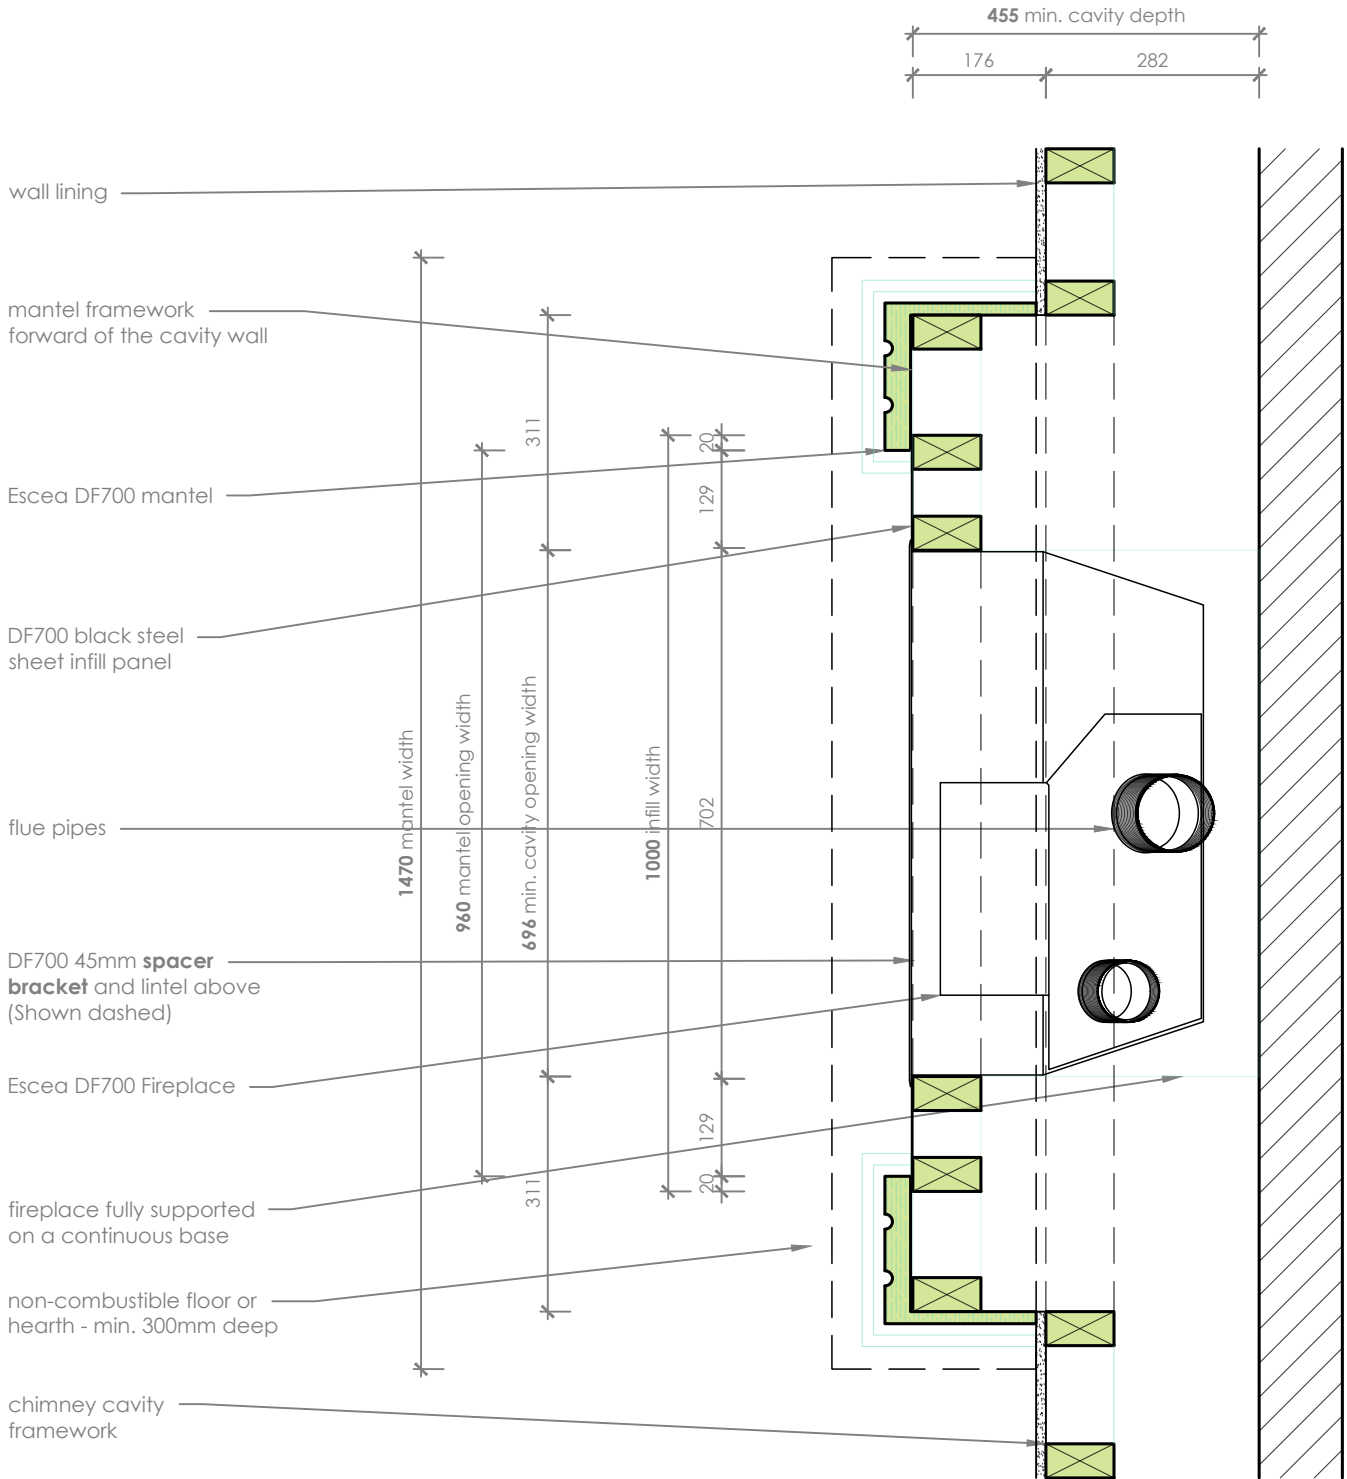 455 min. cavity depth
176
282
wall lining
mantel framework
forward of the cavity wall
311
20
129
Escea DF700 mantel
DF700 black steel
sheet infill panel
1470 mantel width
960 mantel opening width
696 min. cavity opening width
1000 infill width
702
flue pipes
DF700 45mm spacer
bracket and lintel above
(Shown dashed)
Escea DF700 Fireplace
129
20
311
fireplace fully supported
on a continuous base
non-combustible floor or
hearth - min. 300mm deep
chimney cavity
framework